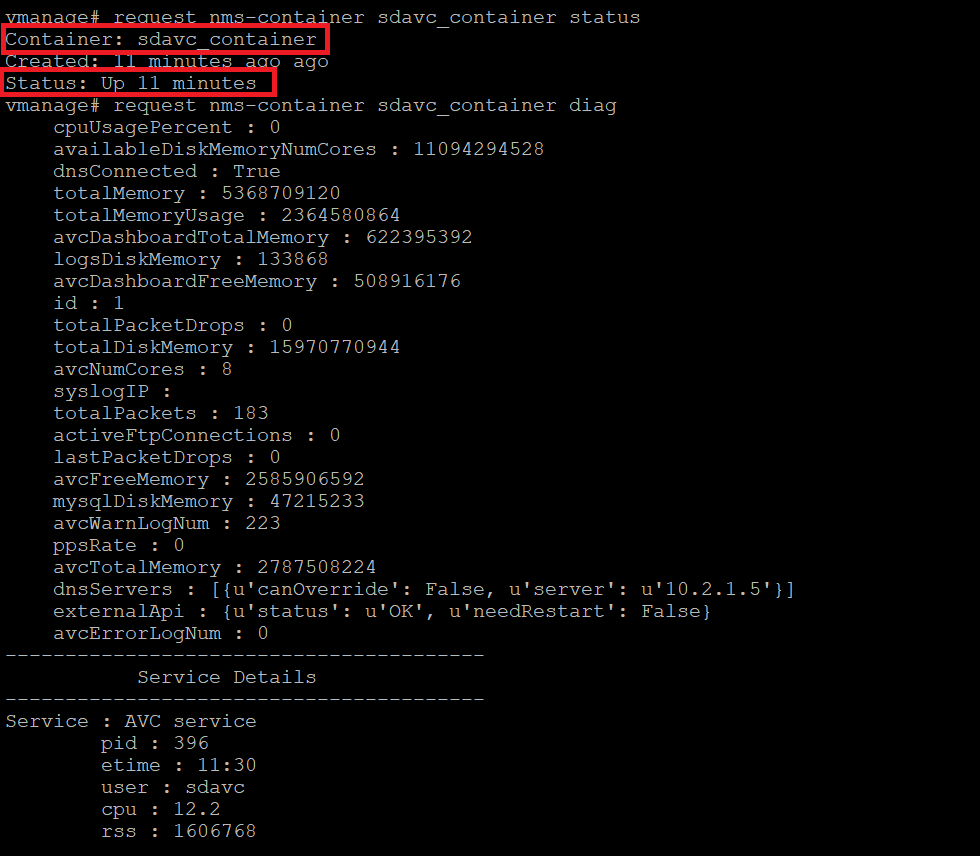 vmanage# request nms-container sdavc_container status
Container: sdavc_container
Created: 11 minutes ago ago
Status: Up 11 minutes
vmanage# request nms-container sdavc_container diag
    cpuUsagePercent : 0
    availableDiskMemoryNumCores : 11094294528
    dnsConnected : True
    totalMemory : 5368709120
    totalMemoryUsage : 2364580864
    avcDashboardTotalMemory : 622395392
    logsDiskMemory : 133868
    avcDashboardFreeMemory : 508916176
    id : 1
    totalPacketDrops : 0
    totalDiskMemory : 15970770944
    avcNumCores : 8
    syslogIP :
    totalPackets : 183
    activeFtpConnections : 0
    lastPacketDrops : 0
    avcFreeMemory : 2585906592
    mysqlDiskMemory : 47215233
    avcWarnLogNum : 223
    ppsRate : 0
    avcTotalMemory : 2787508224
    dnsServers : [{u'canOverride': False, u'server': u'10.2.1.5'}]
    externalApi : {u'status': u'OK', u'needRestart': False}
    avcErrorLogNum : 0
----------------------------------------
           Service Details
----------------------------------------
Service : AVC service
        pid : 396
        etime : 11:30
        user : sdavc
        cpu : 12.2
        rss : 1606768